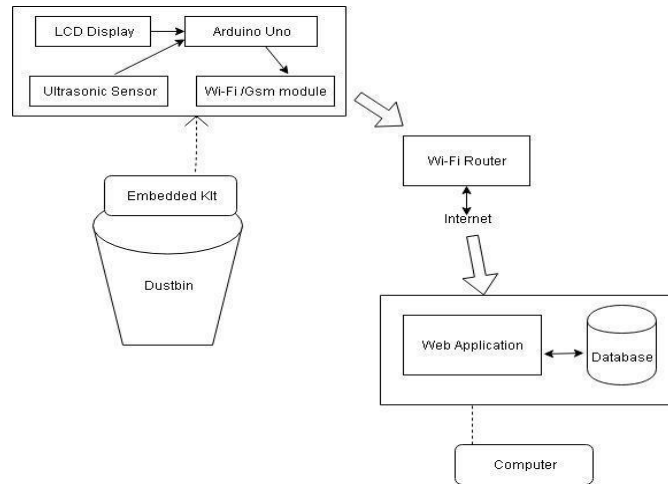 LCD Display
Arduino Uno
Ultrasonic Sensor
Wi-Fi /Gsm module
Wi-Fi Router
Embedded KIt
Internet
Dustbin
Web Application
Database
Computer